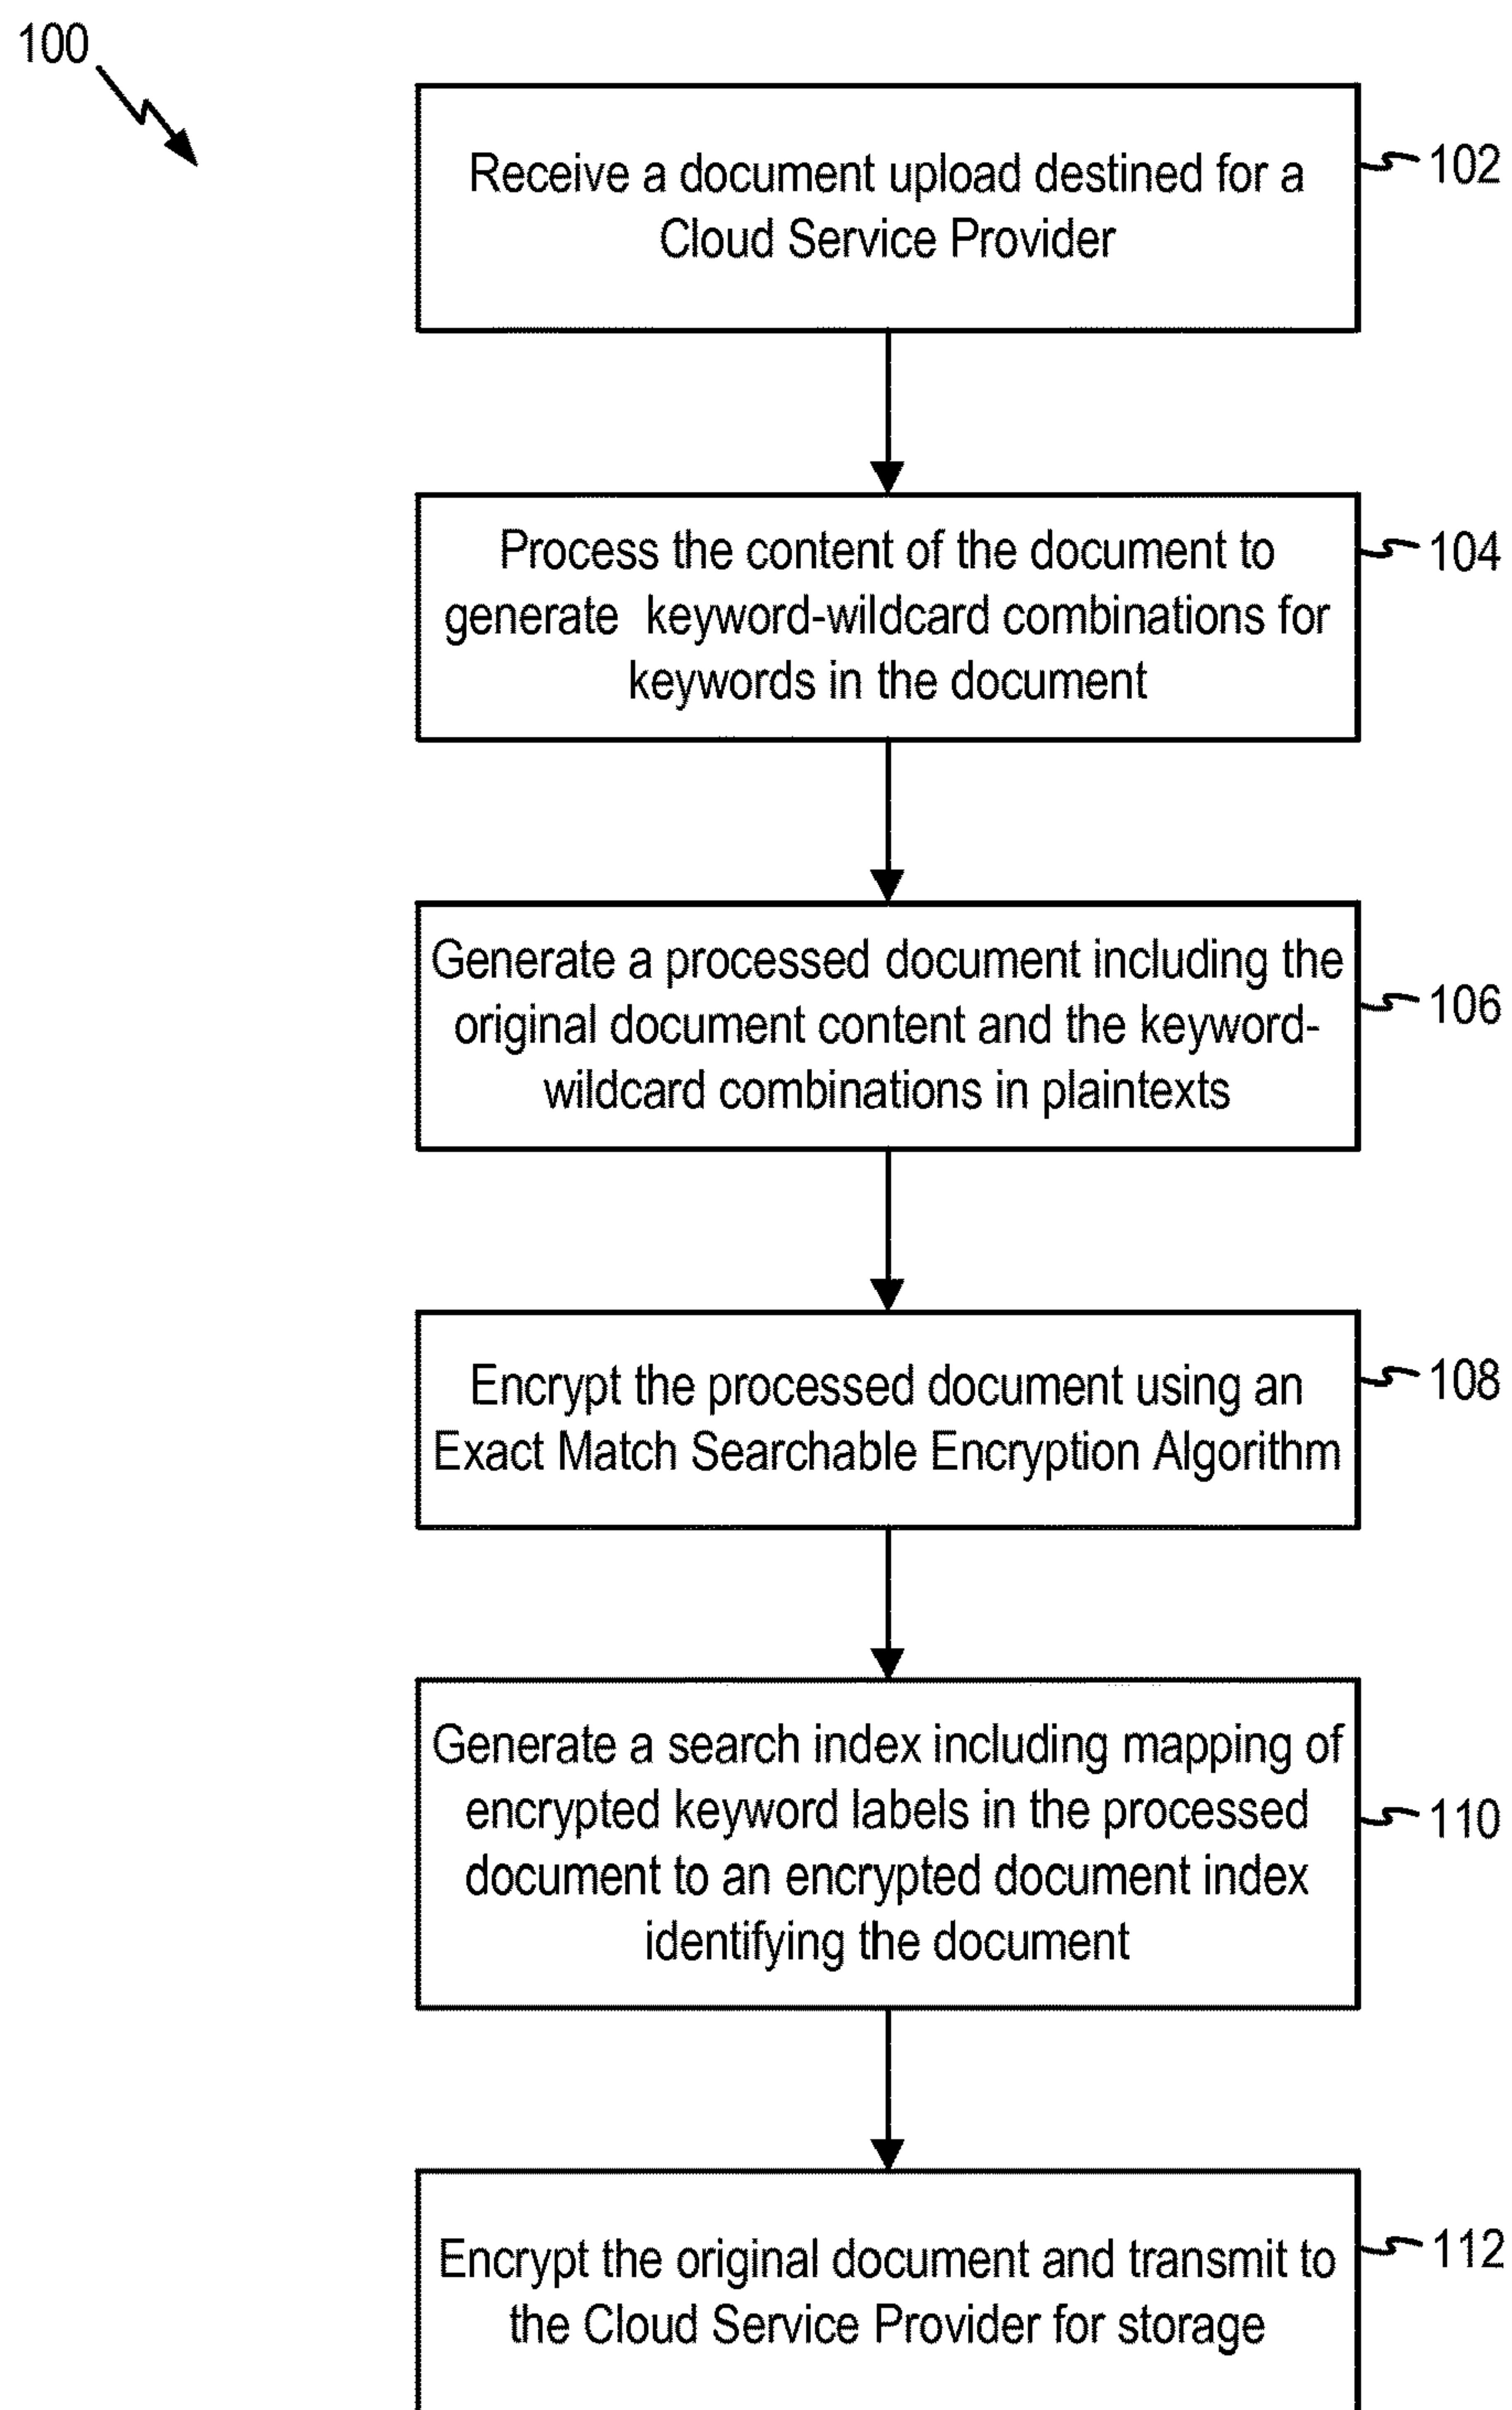 100
Receive a document upload destined for a
Cloud Service Provider
102
Process the content of the document to
generate keyword-wildcard combinations for
keywords in the document
104
Generate a processed document including the
original document content and the keyword-
wildcard combinations in plaintexts
106
Encrypt the processed document using an
Exact Match Searchable Encryption Algorithm
108
Generate a search index including mapping of
encrypted keyword labels in the processed
document to an encrypted document index
identifying the document
110
Encrypt the original document and transmit to
the Cloud Service Provider for storage
112